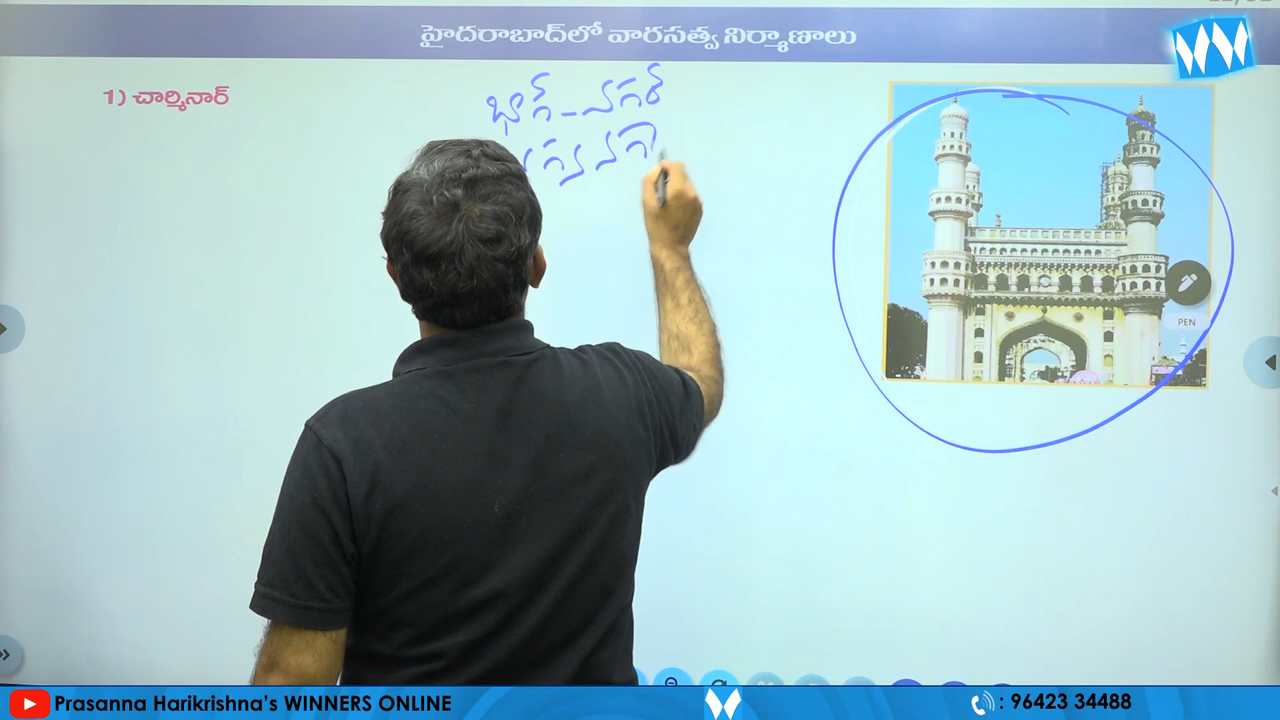 హైదరాబాద్‌లో వారసత్వ నిర్మాణాలు
1) చార్మినార్
భాగ్-నగర్
PEN
Prasanna Harikrishna's WINNERS ONLINE
: 96423 34488